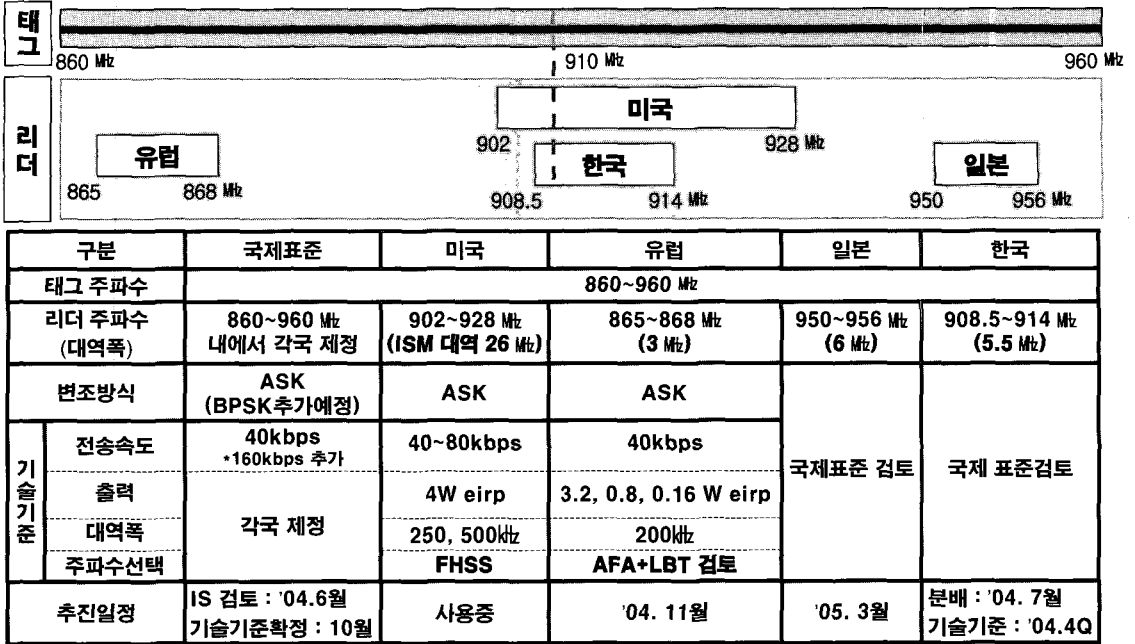 태그
860 ㎒ 910 ㎒ 960 ㎒
리더
미국
902 928 ㎒
유럽 한국 일본
865 868 ㎒ 908.5 914 ㎒ 950 956 ㎒
구분 국제표준 미국 유럽 일본 한국
태그 주파수 860~960 ㎒
리더 주파수 860~960 ㎒ 902~928 ㎒ 865~868 ㎒ 950~956 ㎒ 908.5~914 ㎒
(대역폭) 내에서 각국 제정 (ISM 대역 26 ㎒) (3 ㎒) (6 ㎒) (5.5 ㎒)
변조방식 ASK ASK ASK
(BPSK추가예정)
기술기준
전송속도 40kbps 40~80kbps 40kbps
*160kbps 추가
국제표준 검토 국제 표준검토
출력 4W eirp 3.2, 0.8, 0.16 W eirp
각국 제정
대역폭 250, 500㎑ 200㎑
주파수선택 FHSS AFA+LBT 검토
추진일정 IS 검토 : '04.6월 사용중 '04. 11월 '05. 3월 분배 : '04. 7월
기술기준확정 : 10월 기술기준 : '04.4Q